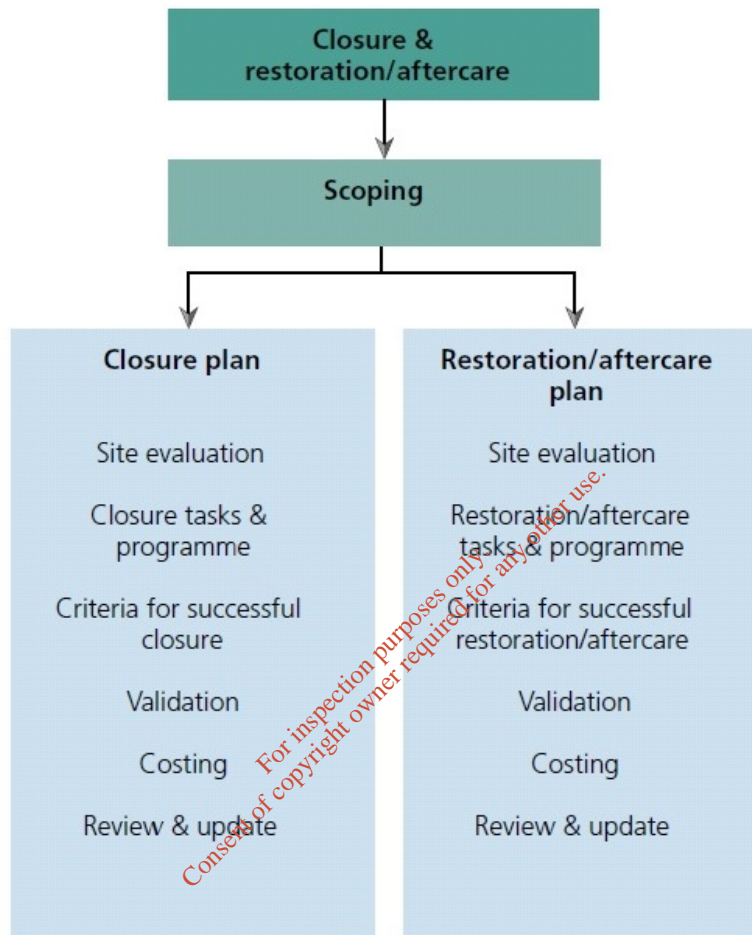 Closure &
restoration/aftercare
Scoping
Closure plan
Site evaluation
Closure tasks &
programme
Criteria for successful
closure
Validation
Costing
Review & update
Restoration/aftercare
plan
Site evaluation
Restoration/aftercare
tasks & programme
Criteria for successful
restoration/aftercare
Validation
Costing
Review & update
For inspection purposes only.
Consent of copyright owner required for any other use.